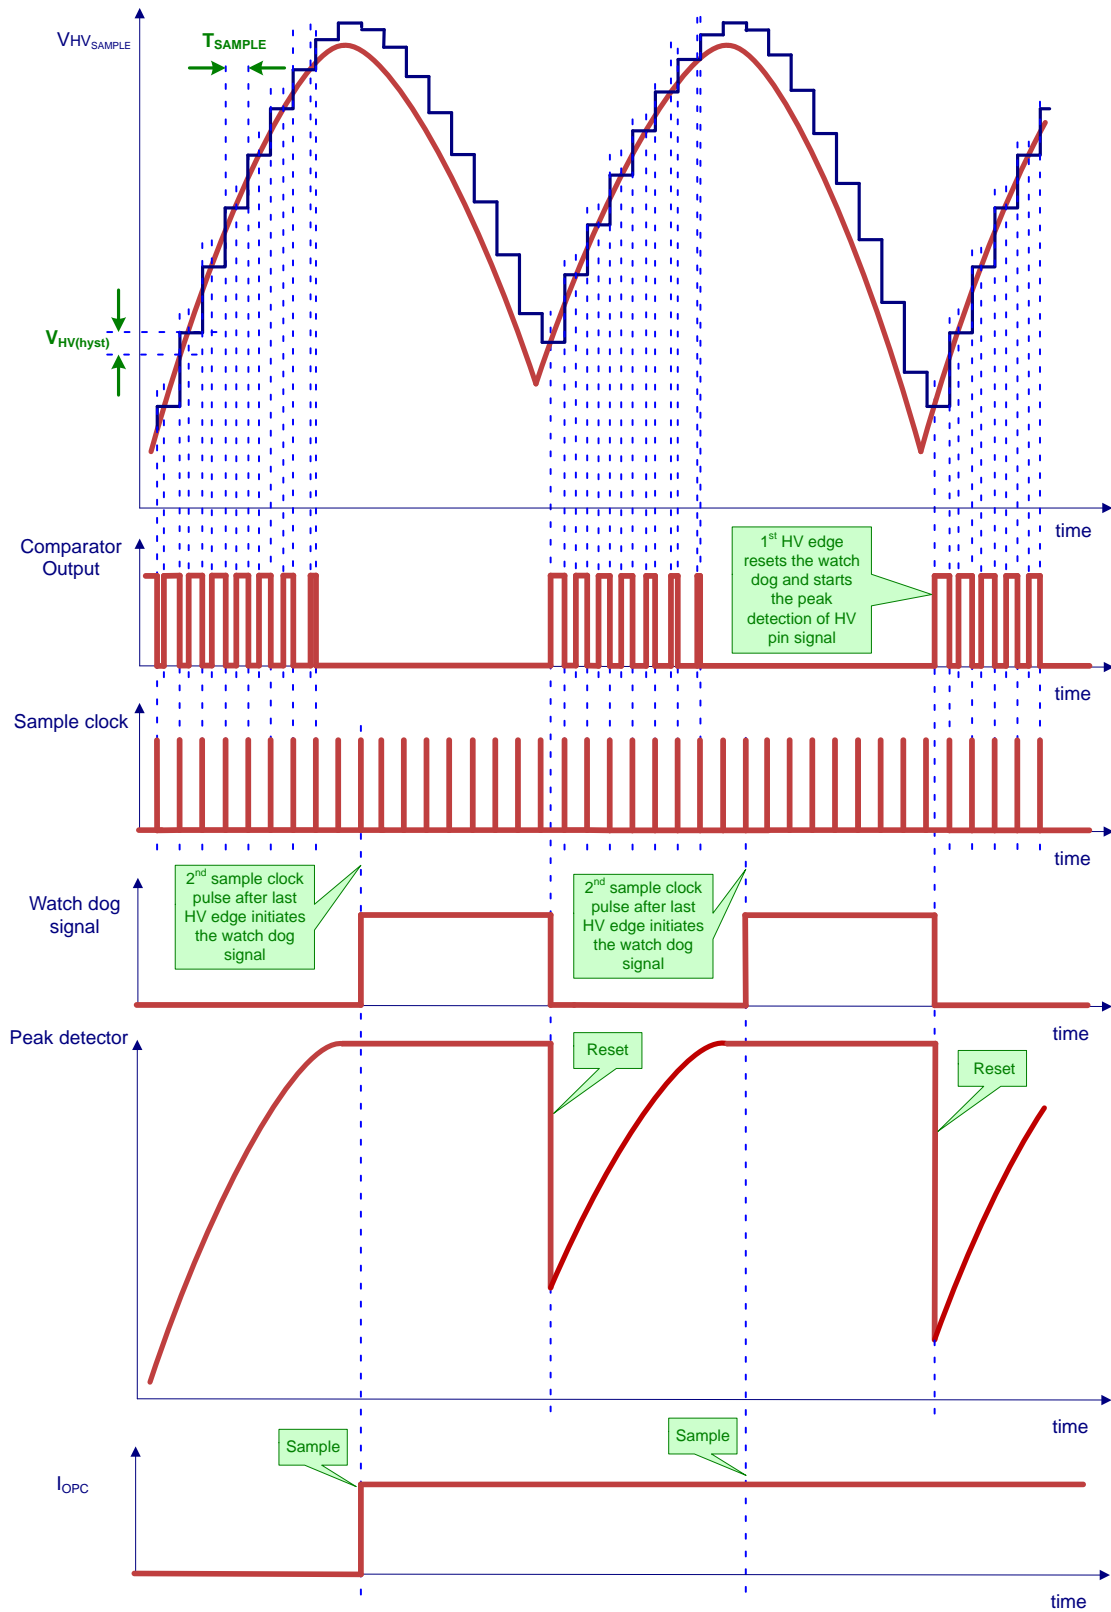 VHVSAMPLE
TSAMPLE
VHV(hyst)
time
Comparator
Output
1st HV edge
resets the watch
dog and starts
the peak
detection of HV
pin signal
time
Sample clock
time
2nd sample clock
pulse after last
HV edge initiates
the watch dog
signal
2nd sample clock
pulse after last
HV edge initiates
the watch dog
signal
Watch dog
signal
time
Peak detector
Reset
Reset
time
Sample
Sample
IOPC
time